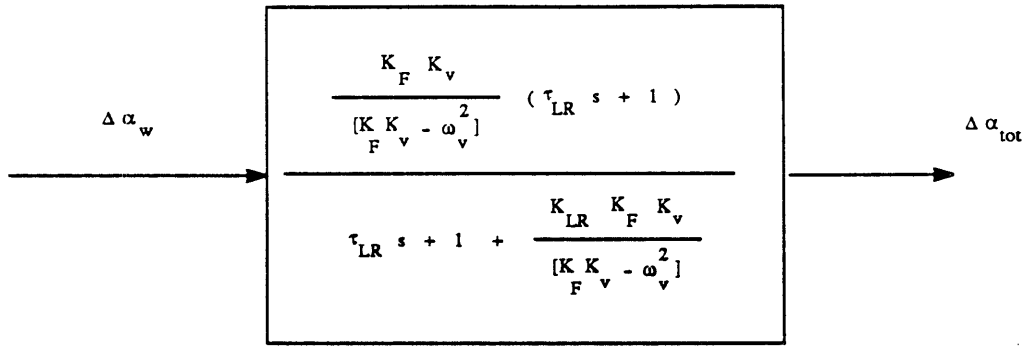 Δ α_w
K_F K_v
[K_F K_v - ω_v^2]
( τ_LR s + 1 )
τ_LR s + 1 +
K_LR K_F K_v
[K_F K_v - ω_v^2]
Δ α_tot